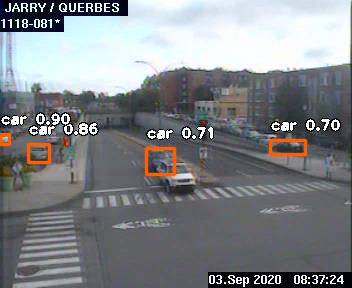 JARRY / QUERBES
1118-081*
car 0.90
car 0.86
car 0.71
car 0.70
03.Sep 2020 08:37:24